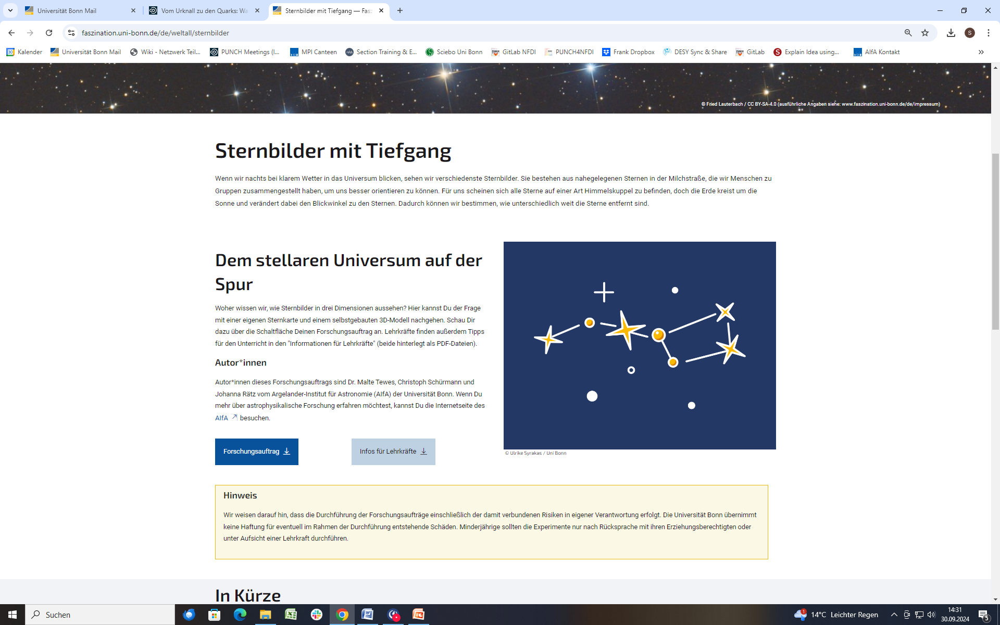 Universität Bonn Mail
Vom Urknall zu den Quarks: Wa
Sternbilder mit Tiefgang — Fas
faszination.uni-bonn.de/de/weltall/sternbilder
S
30 Kalender
Universität Bonn Mail
Wiki - Netzwerk Teil...
PUNCH Meetings (I...
MPI Canteen
Section Training & E...
Sciebo Uni Bonn
GitLab NFDI
PUNCH4NFDI
Frank Dropbox
DESY Sync & Share
GitLab
Explain Idea using...
AlfA Kontakt
© Fried Lauterbach / CC BY-SA-4.0 (ausführliche Angaben siehe: www.faszination.uni-bonn.de/de/impressum)
Sternbilder mit Tiefgang
Wenn wir nachts bei klarem Wetter in das Universum blicken, sehen wir verschiedenste Sternbilder. Sie bestehen aus nahegelegenen Sternen in der Milchstraße, die wir Menschen zu
Gruppen zusammengestellt haben, um uns besser orientieren zu können. Für uns scheinen sich alle Sterne auf einer Art Himmelskuppel zu befinden, doch die Erde kreist um die
Sonne und verändert dabei den Blickwinkel zu den Sternen. Dadurch können wir bestimmen, wie unterschiedlich weit die Sterne entfernt sind.
Dem stellaren Universum auf der
Spur
Woher wissen wir, wie Sternbilder in drei Dimensionen aussehen? Hier kannst Du der Frage
mit einer eigenen Sternkarte und einem selbstgebauten 3D-Modell nachgehen. Schau Dir
dazu über die Schaltfläche Deinen Forschungsauftrag an. Lehrkräfte finden außerdem Tipps
für den Unterricht in den "Informationen für Lehrkräfte" (beide hinterlegt als PDF-Dateien).
Autor*innen
Autor*innen dieses Forschungsauftrags sind Dr. Malte Tewes, Christoph Schürmann und
Johanna Rätz vom Argelander-Institut für Astronomie (AIfA) der Universität Bonn. Wenn Du
mehr über astrophysikalische Forschung erfahren möchtest, kannst Du die Internetseite des
AIfA besuchen.
Forschungsauftrag
Infos für Lehrkräfte
© Ulrike Syrakas / Uni Bonn
Hinweis
Wir weisen darauf hin, dass die Durchführung der Forschungsaufträge einschließlich der damit verbundenen Risiken in eigener Verantwortung erfolgt. Die Universität Bonn übernimmt
keine Haftung für eventuell im Rahmen der Durchführung entstehende Schäden. Minderjährige sollten die Experimente nur nach Rücksprache mit ihren Erziehungsberechtigten oder
unter Aufsicht einer Lehrkraft durchführen.
In Kürze
Suchen
1
14°C Leichter Regen
14:31
30.09.2024
5